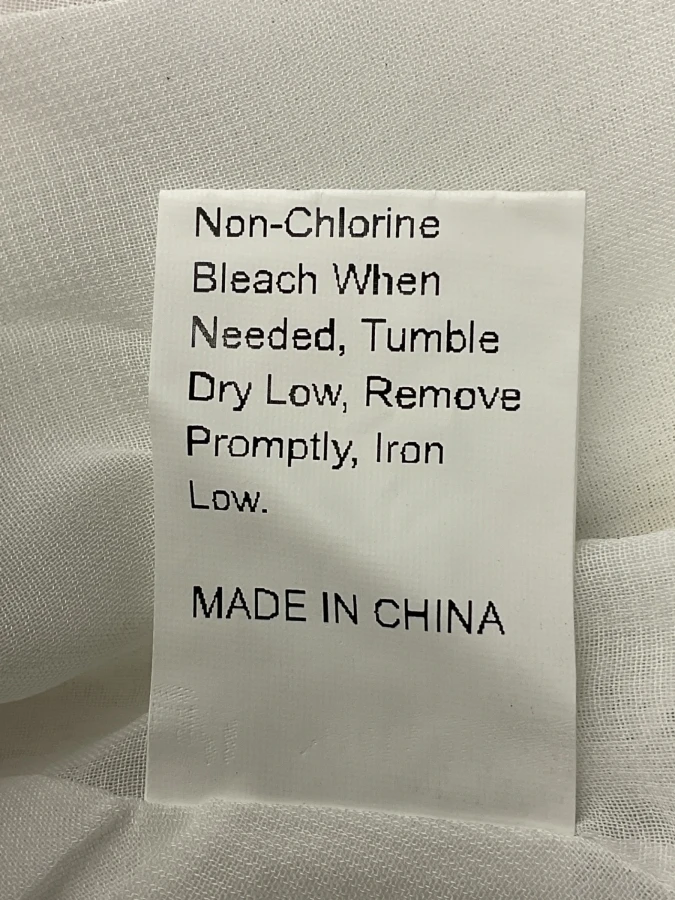 Non-Chlorine
Bleach When
Needed, Tumble
Dry Low, Remove
Promptly, Iron
Low.
MADE IN CHINA